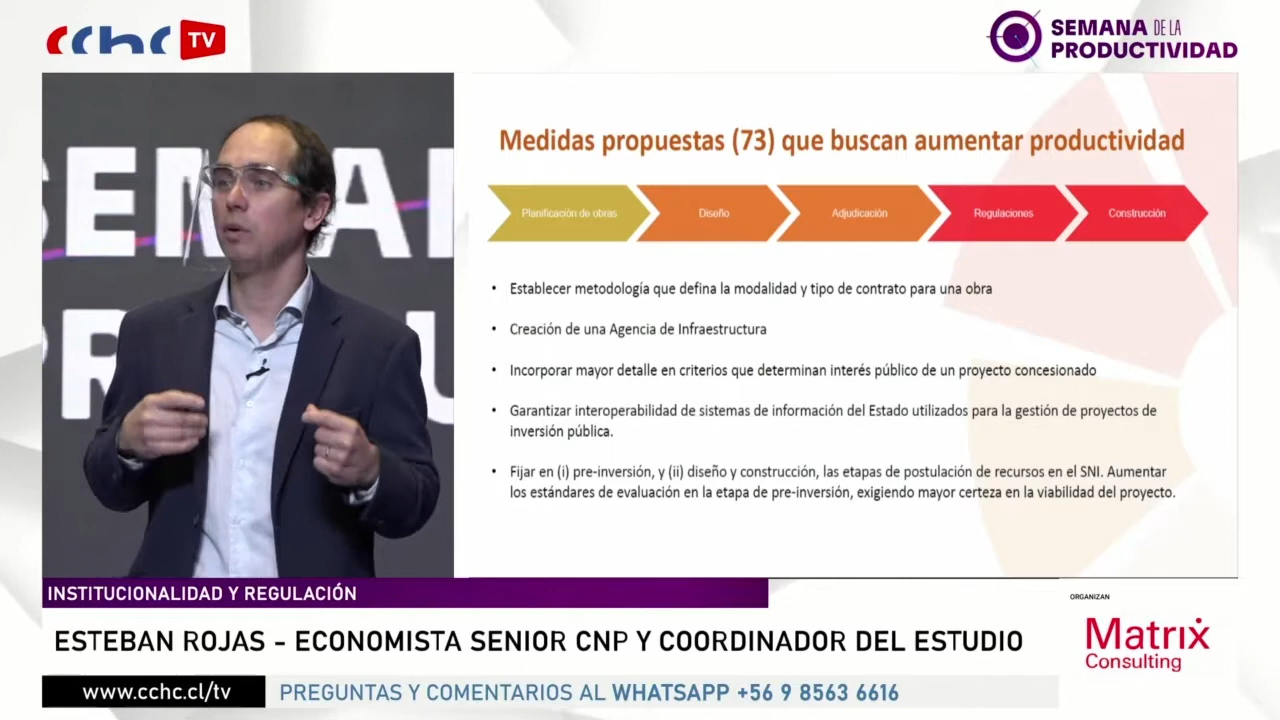 CChC TV
SEMANA DE LA
PRODUCTIVIDAD
SEMA
PR U
Medidas propuestas (73) que buscan aumentar productividad
Planificación de obras
Diseño
Adjudicación
Regulaciones
Construcción
• Establecer metodología que defina la modalidad y tipo de contrato para una obra
• Creación de una Agencia de Infraestructura
• Incorporar mayor detalle en criterios que determinan interés público de un proyecto concesionado
• Garantizar interoperabilidad de sistemas de información del Estado utilizados para la gestión de proyectos de
inversión pública.
• Fijar en (i) pre-inversión, y (ii) diseño y construcción, las etapas de postulación de recursos en el SNI. Aumentar
los estándares de evaluación en la etapa de pre-inversión, exigiendo mayor certeza en la viabilidad del proyecto.
INSTITUCIONALIDAD Y REGULACIÓN
ESTEBAN ROJAS - ECONOMISTA SENIOR CNP Y COORDINADOR DEL ESTUDIO
ORGANIZAN
Matrix
Consulting
www.cchc.cl/tv
PREGUNTAS Y COMENTARIOS AL WHATSAPP +56 9 8563 6616